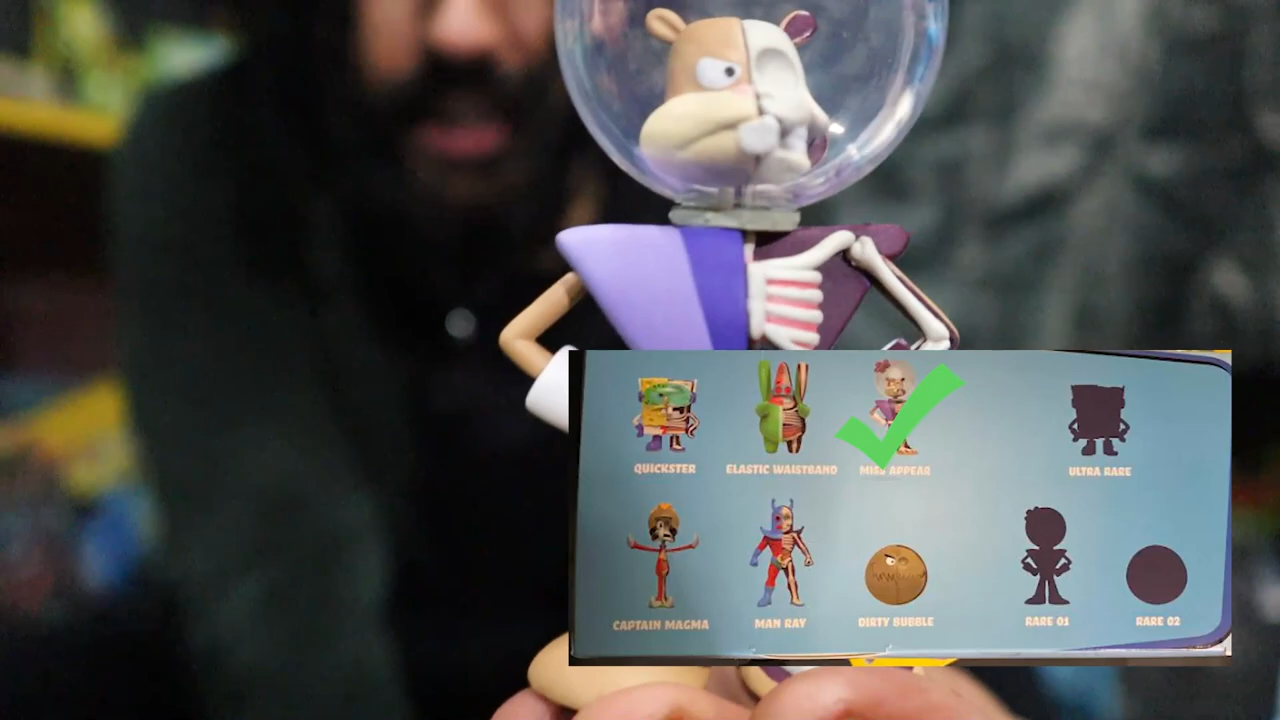 QUICKSTER
ELASTIC WAISTBAND
MISS APPEAR
ULTRA RARE
CAPTAIN MAGMA
MAN RAY
DIRTY BUBBLE
RARE 01
RARE 02